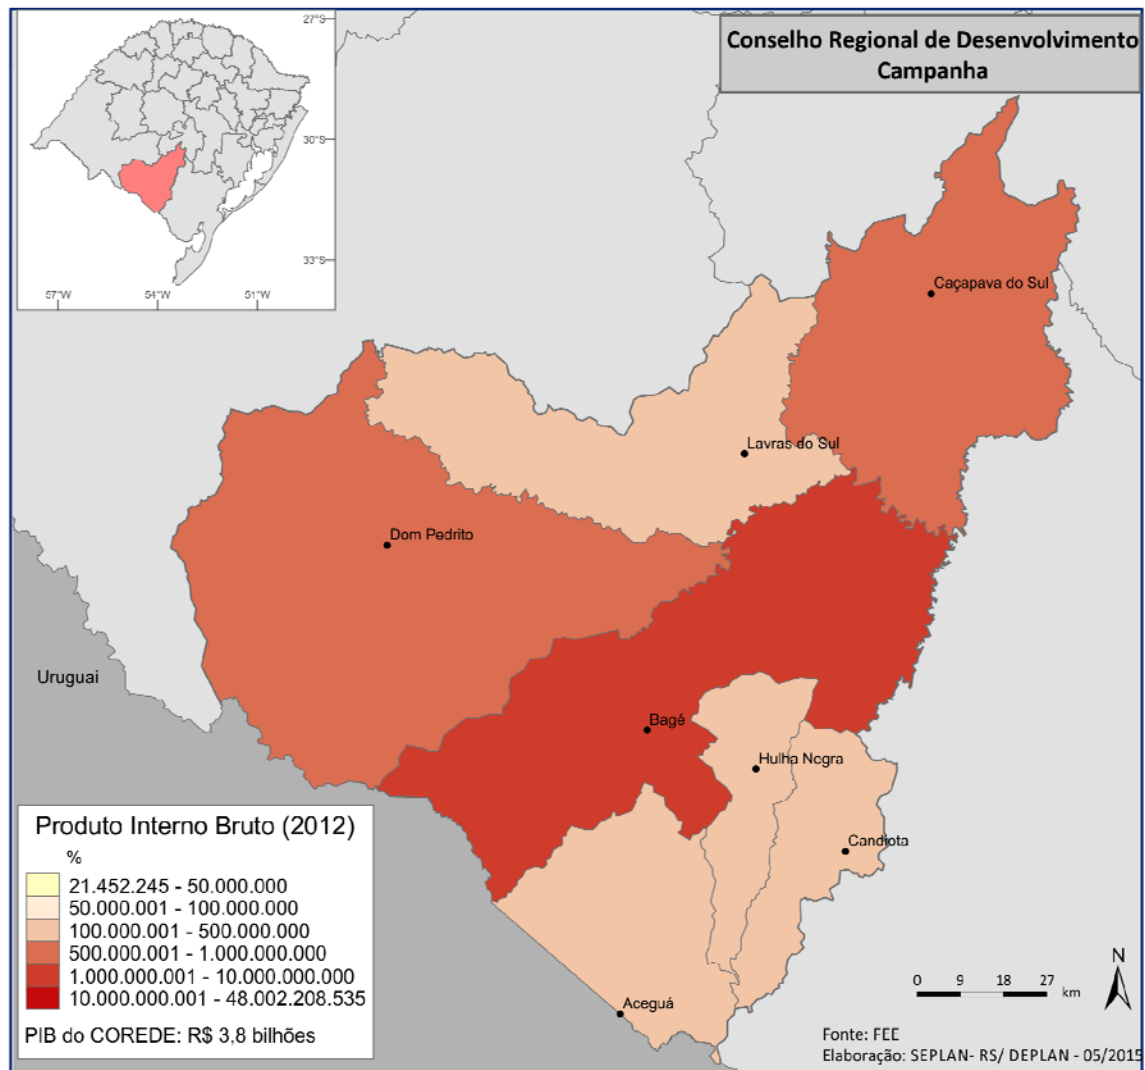 Conselho Regional de Desenvolvimento
Campanha
27°S
30°S
33°S
57°W
54°W
51°W
Caçapava do Sul
Lavras do Sul
Dom Pedrito
Uruguai
Bagé
Hulha Negra
Candiota
Aceguá
Produto Interno Bruto (2012)
%
21.452.245 - 50.000.000
50.000.001 - 100.000.000
100.000.001 - 500.000.000
500.000.001 - 1.000.000.000
1.000.000.001 - 10.000.000.000
10.000.000.001 - 48.002.208.535
PIB do COREDE: R$ 3,8 bilhões
N
0 9 18 27
km
Fonte: FEE
Elaboração: SEPLAN- RS/ DEPLAN - 05/2015